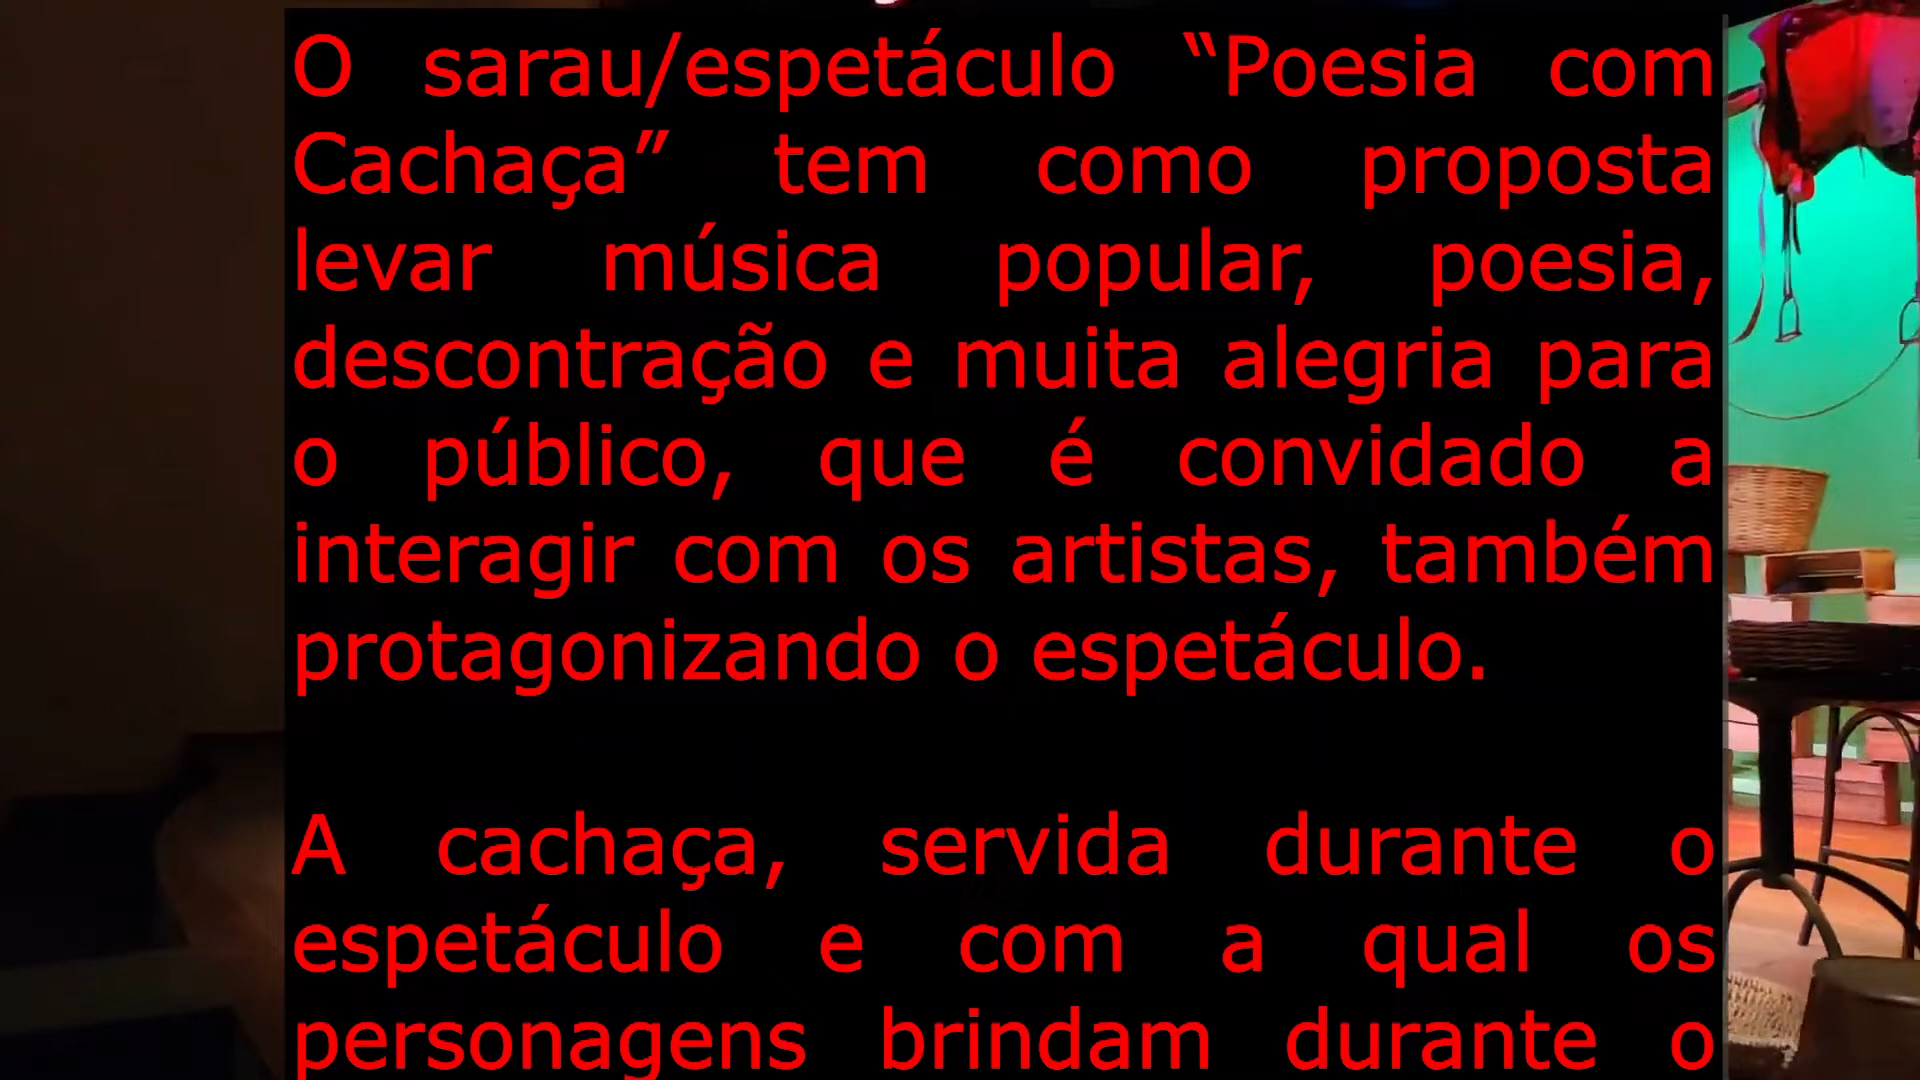 O sarau/espetáculo “Poesia com
Cachaça” tem como proposta
levar música popular, poesia,
descontração e muita alegria para
o público, que é convidado a
interagir com os artistas, também
protagonizando o espetáculo.
A cachaça, servida durante o
espetáculo e com a qual os
personagens brindam durante o